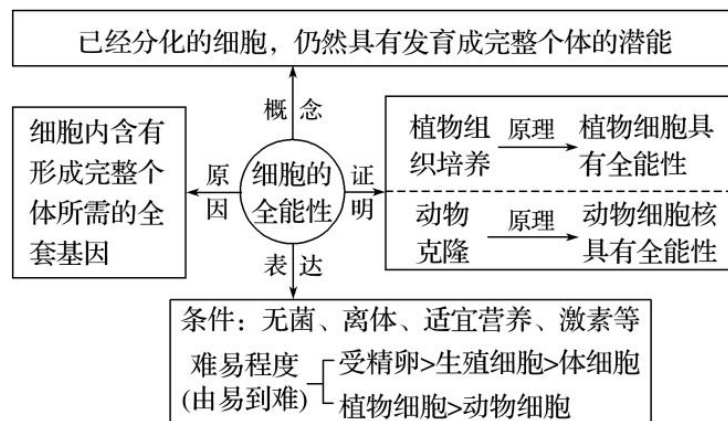 已经分化的细胞，仍然具有发育成完整个体的潜能
概 念
细胞内含有
形成完整个
体所需的全
套基因
原
因
细胞的
全能性
证
明
植物组
织培养
原理
植物细胞具
有全能性
动物
克隆
原理
动物细胞核
具有全能性
表 达
条件：无菌、离体、适宜营养、激素等
难易程度
(由易到难)
受精卵>生殖细胞>体细胞
植物细胞>动物细胞